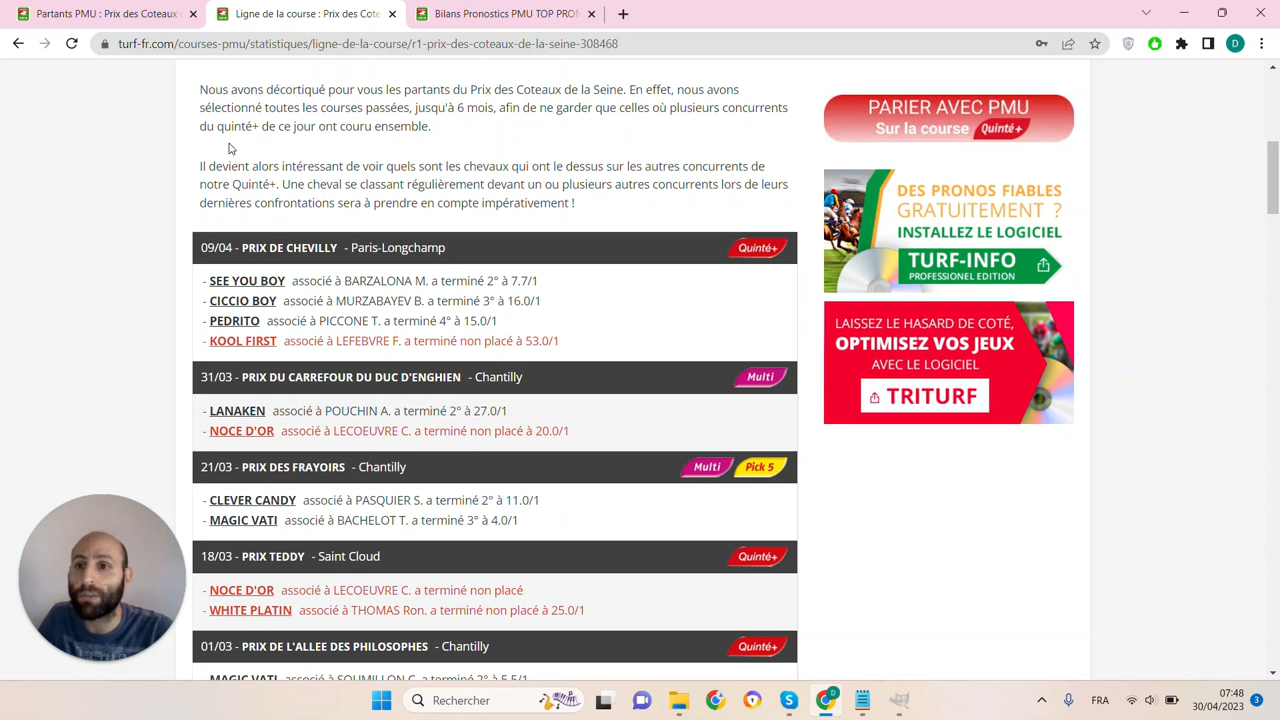 Partants PMU : Prix des Coteaux
Ligne de la course : Prix des Cote
Bilans Pronostics PMU TOP PRON
turf-fr.com/courses-pmu/statistiques/ligne-de-la-course/r1-prix-des-coteaux-de-la-seine-308468
D
Nous avons décortiqué pour vous les partants du Prix des Coteaux de la Seine. En effet, nous avons
sélectionné toutes les courses passées, jusqu'à 6 mois, afin de ne garder que celles où plusieurs concurrents
du quinté+ de ce jour ont couru ensemble.
Il devient alors intéressant de voir quels sont les chevaux qui ont le dessus sur les autres concurrents de
notre Quinté+. Une cheval se classant régulièrement devant un ou plusieurs autres concurrents lors de leurs
dernières confrontations sera à prendre en compte impérativement !
09/04 - PRIX DE CHEVILLY - Paris-Longchamp Quinté+
SEE YOU BOY associé à BARZALONA M. a terminé 2° à 7.7/1
- CICCIO BOY associé à MURZABAYEV B. a terminé 3° à 16.0/1
- PEDRITO associé à PICCONE T. a terminé 4° à 15.0/1
- KOOL FIRST associé à LEFEBVRE F. a terminé non placé à 53.0/1
31/03 - PRIX DU CARREFOUR DU DUC D'ENGHIEN - Chantilly Multi
- LANAKEN associé à POUCHIN A. a terminé 2° à 27.0/1
- NOCE D'OR associé à LECOEUVRE C. a terminé non placé à 20.0/1
21/03 - PRIX DES FRAYOIRS - Chantilly Multi Pick 5
- CLEVER CANDY associé à PASQUIER S. a terminé 2° à 11.0/1
- MAGIC VATI associé à BACHELOT T. a terminé 3° à 4.0/1
18/03 - PRIX TEDDY - Saint Cloud Quinté+
- NOCE D'OR associé à LECOEUVRE C. a terminé non placé
- WHITE PLATIN associé à THOMAS Ron. a terminé non placé à 25.0/1
01/03 - PRIX DE L'ALLEE DES PHILOSOPHES - Chantilly Quinté+
MAGIC VATI associé à SOUMILLON C. a terminé 2° à 5.5/1
PARIER AVEC PMU
Sur la course Quinté+
DES PRONOS FIABLES
GRATUITEMENT ?
INSTALLEZ LE LOGICIEL
TURF-INFO
PROFESSIONEL EDITION
LAISSEZ LE HASARD DE COTÉ,
OPTIMISEZ VOS JEUX
AVEC LE LOGICIEL
TRITURF
Rechercher
D
FRA
07:48
30/04/2023
3